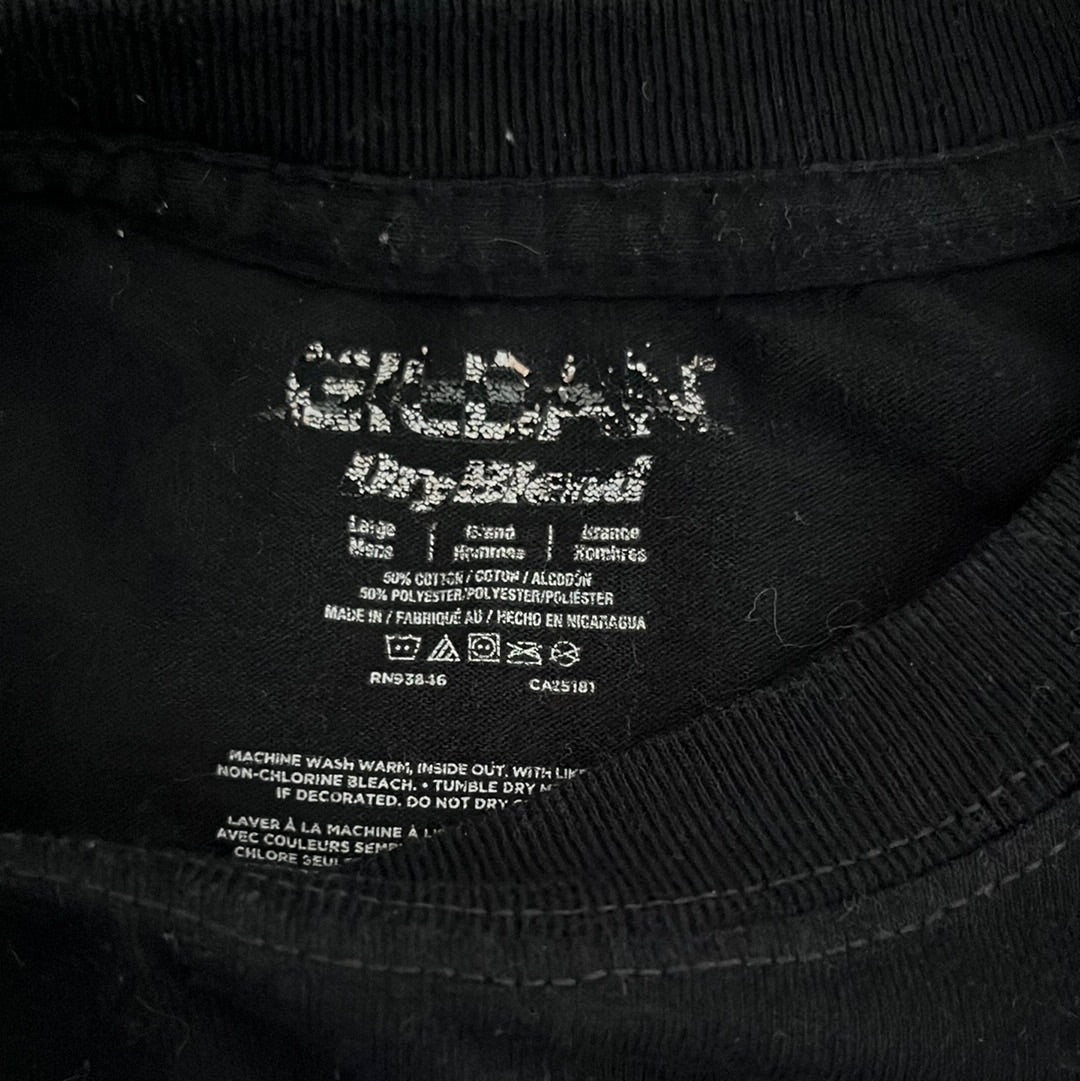 GILDAN
DryBlend
Large | Grand | Grande
Mens | Hommes | Hombres
50% COTTON / COTON / ALGODÓN
50% POLYESTER/POLYESTER/POLIÉSTER
MADE IN / FABRIQUÉ AU / HECHO EN NICARAGUA
RN93846 CA25181
MACHINE WASH WARM, INSIDE OUT, WITH LIKE
NON-CHLORINE BLEACH. • TUMBLE DRY
IF DECORATED. DO NOT DRY
LAVER À LA MACHINE À
AVEC COULEURS
CHLORE